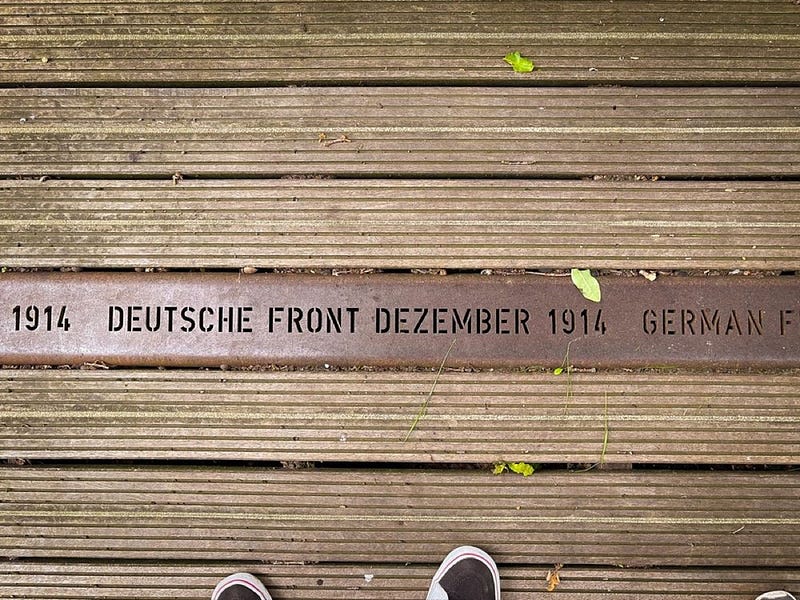 1914 DEUTSCHE FRONT DEZEMBER 1914 GERMAN F